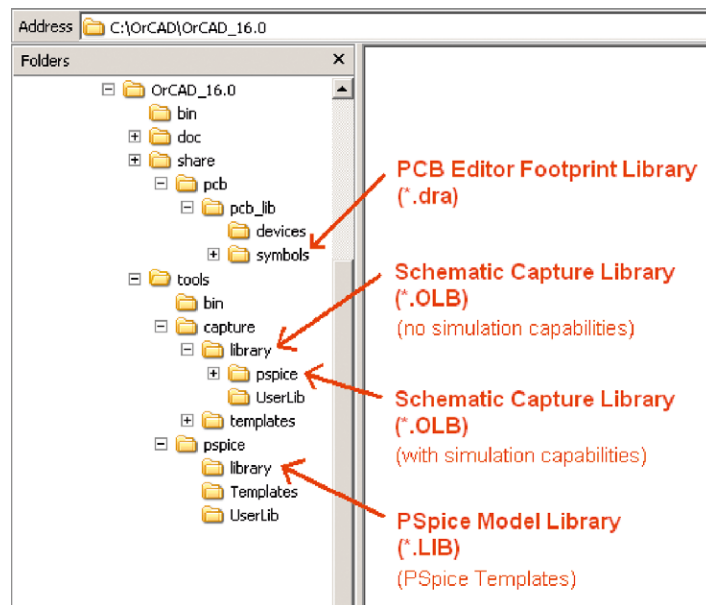 Address C:\OrCAD\OrCAD_16.0
Folders x
OrCAD_16.0
bin
doc
share
pcb
pcb_lib
devices
symbols
tools
bin
capture
library
pspice
UserLib
templates
pspice
library
Templates
UserLib
PCB Editor Footprint Library
(*.dra)
Schematic Capture Library
(*.OLB)
(no simulation capabilities)
Schematic Capture Library
(*.OLB)
(with simulation capabilities)
PSpice Model Library
(*.LIB)
(PSpice Templates)